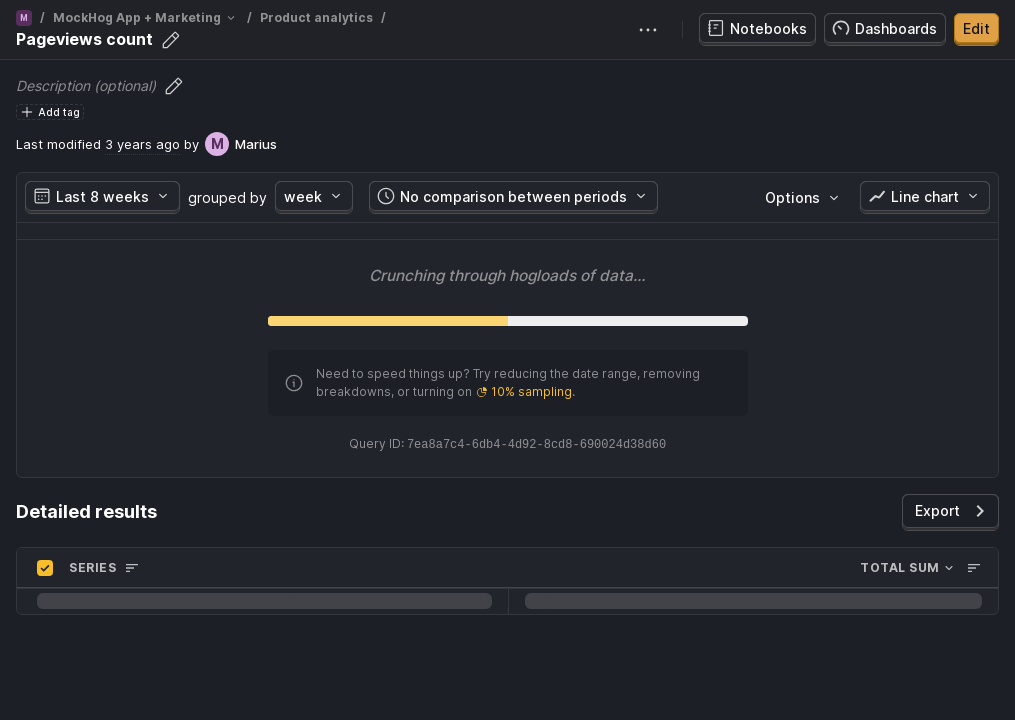 M / MockHog App + Marketing / Product analytics /
Pageviews count
Notebooks
Dashboards
Edit
Description (optional)
Add tag
Last modified 3 years ago by M Marius
Last 8 weeks grouped by week No comparison between periods Options Line chart
Crunching through hogloads of data...
Need to speed things up? Try reducing the date range, removing
breakdowns, or turning on 10% sampling.
Query ID: 7ea8a7c4-6db4-4d92-8cd8-690024d38d60
Detailed results
Export
SERIES TOTAL SUM